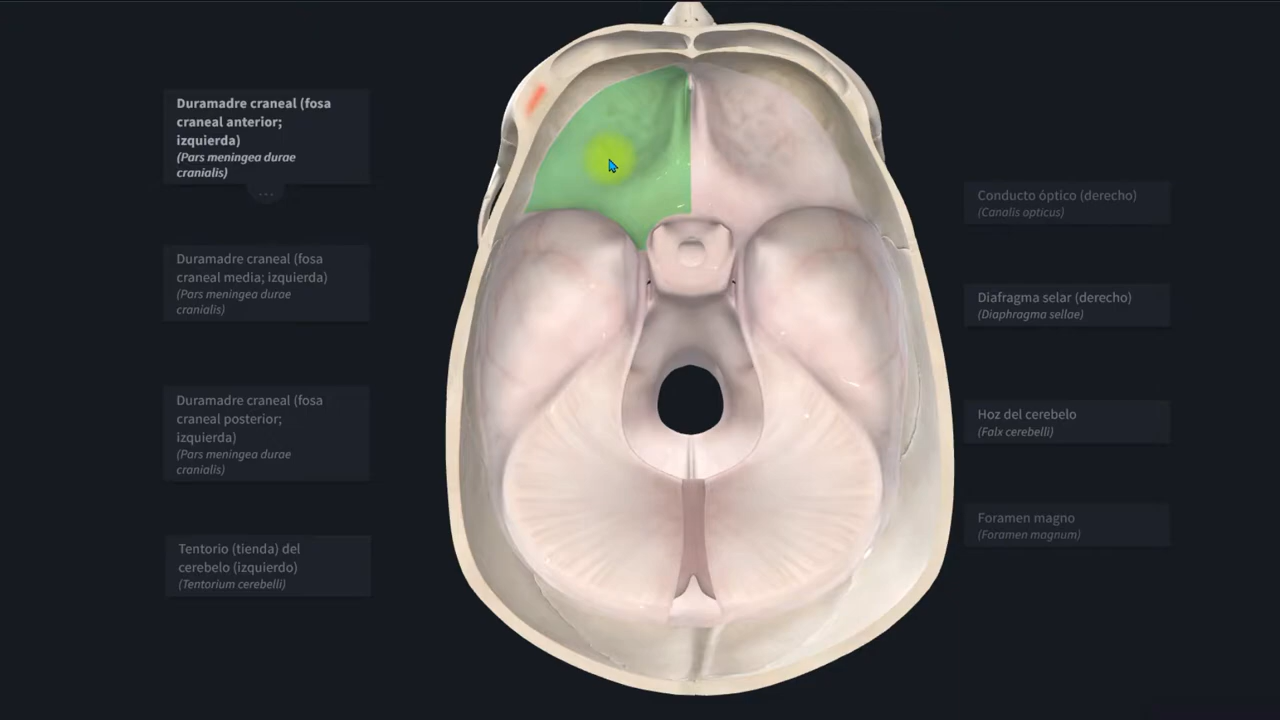 Duramadre craneal (fosa
craneal anterior;
izquierda)
(Pars meningea durae
cranialis)
...
Duramadre craneal (fosa
craneal media; izquierda)
(Pars meningea durae
cranialis)
Duramadre craneal (fosa
craneal posterior;
izquierda)
(Pars meningea durae
cranialis)
Tentorio (tienda) del
cerebelo (izquierdo)
(Tentorium cerebelli)
Conducto óptico (derecho)
(Canalis opticus)
Diafragma selar (derecho)
(Diaphragma sellae)
Hoz del cerebelo
(Falx cerebelli)
Foramen magno
(Foramen magnum)